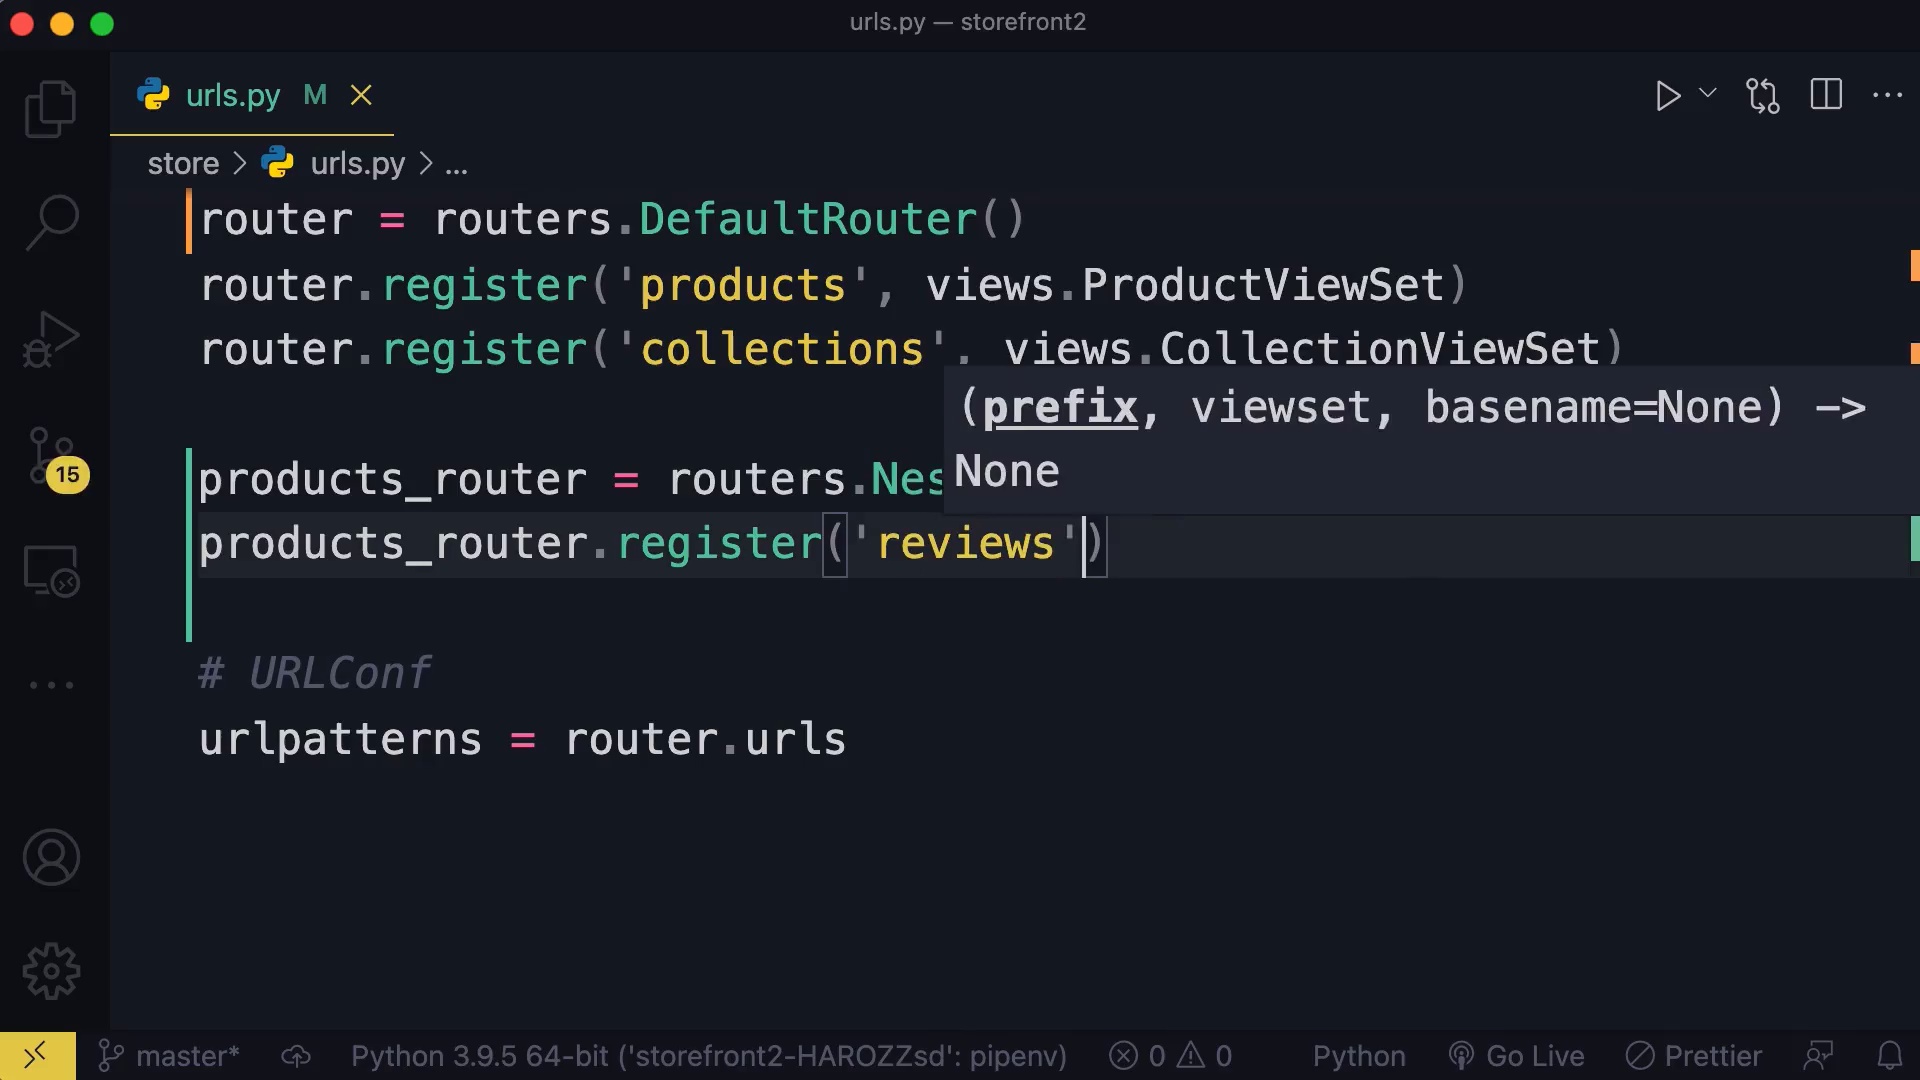 urls.py — storefront2
urls.py M
store > urls.py > ...
router = routers.DefaultRouter()
router.register('products', views.ProductViewSet)
router.register('collections', views.CollectionViewSet)
(prefix, viewset, basename=None) ->
None
products_router = routers.Nes
products_router.register('reviews')
# URLConf
urlpatterns = router.urls
15
master* Python 3.9.5 64-bit ('storefront2-HAROZZsd': pipenv) 0 0 Python Go Live Prettier